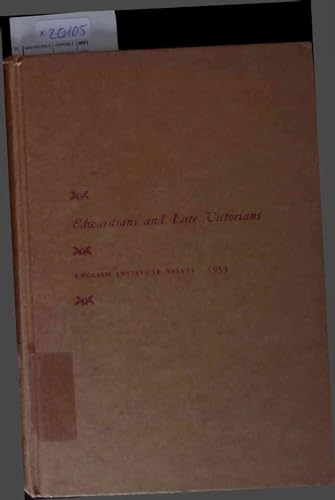 x 20105
Edwardians and Late Victorians
ENGLISH INSTITUTE ESSAYS · 1959